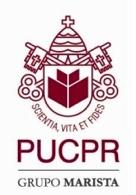 SCIENTIA, VITA ET FIDES
PUCPR
GRUPO MARISTA